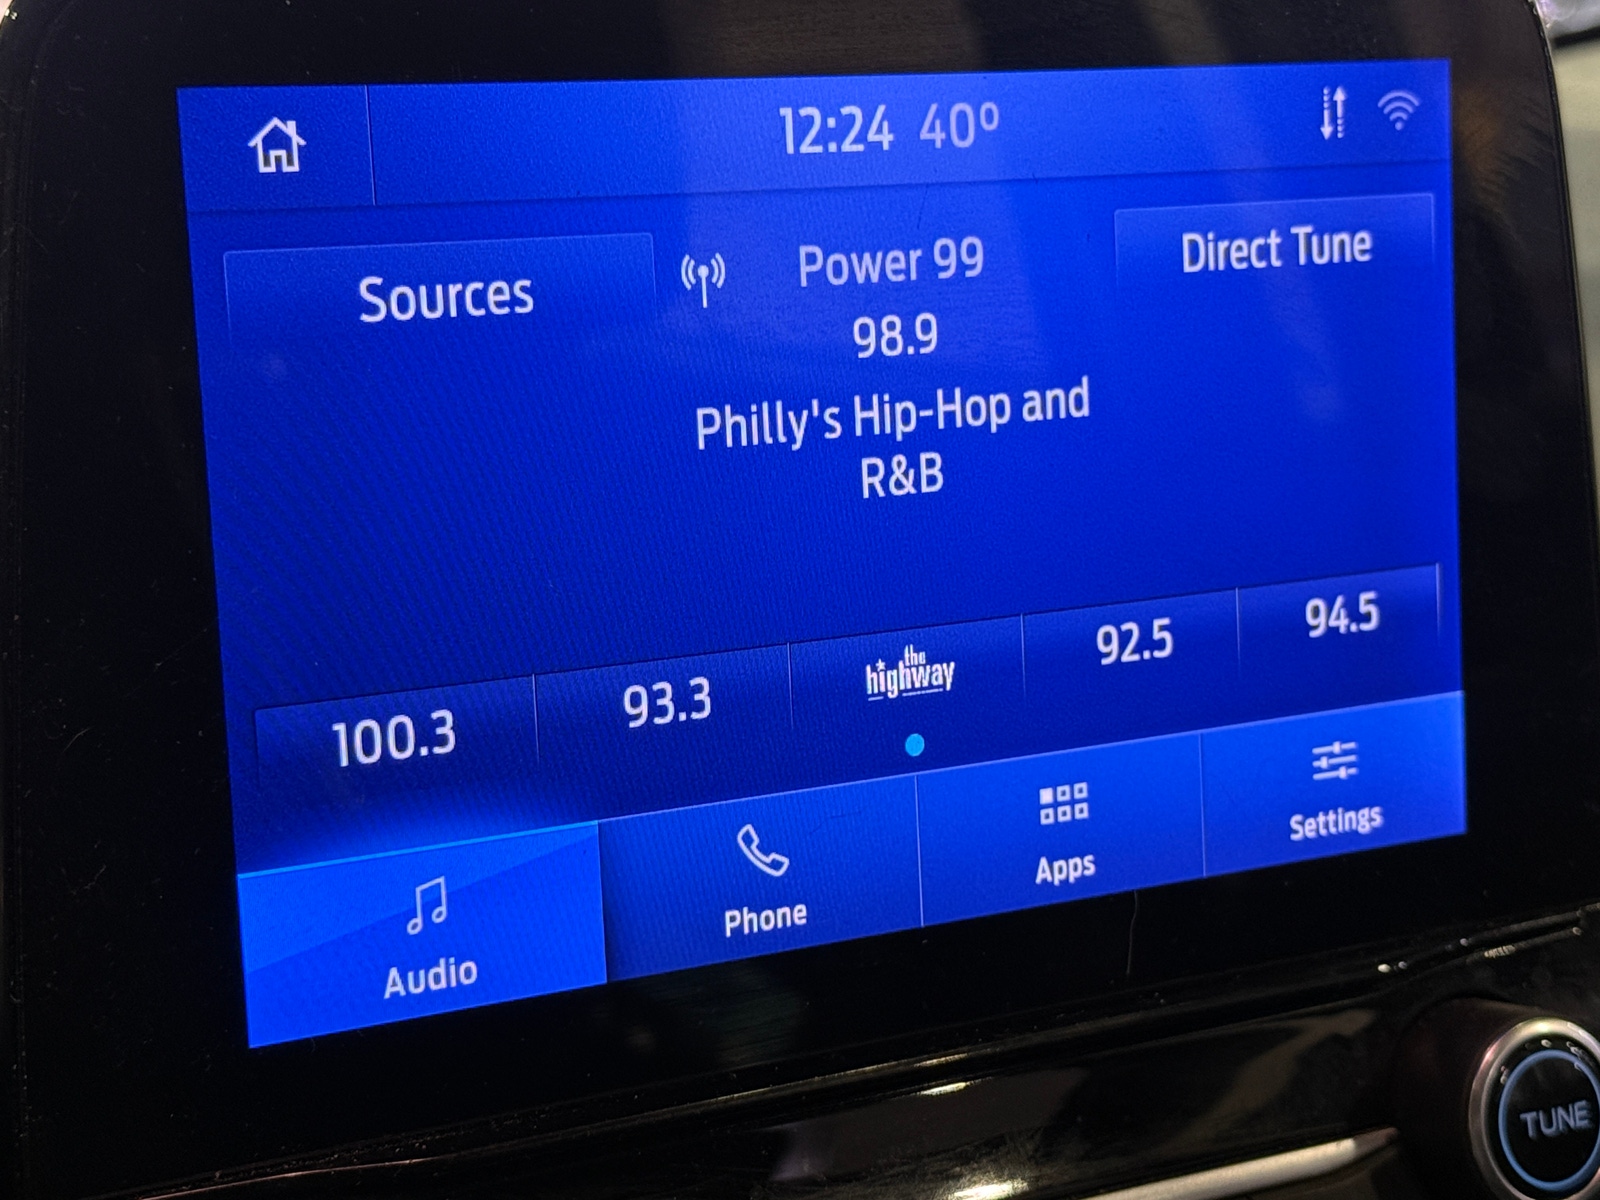 12:24 40°
Sources
Power 99
Direct Tune
98.9
Philly's Hip-Hop and
R&B
100.3
93.3
the
highway
92.5
94.5
Audio
Phone
Apps
Settings
TUNE